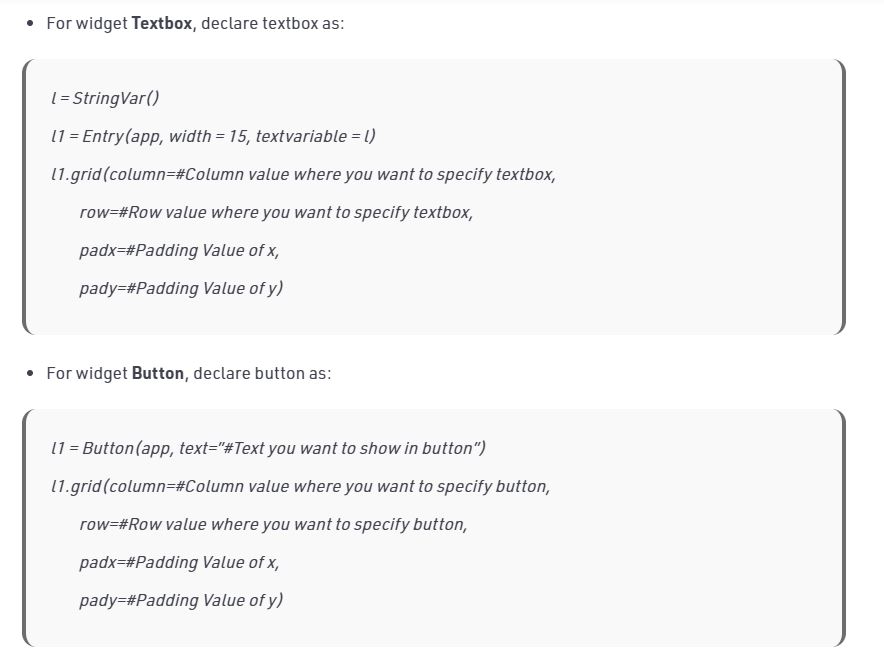 • For widget Textbox, declare textbox as:
l = StringVar()
l1 = Entry(app, width = 15, textvariable = l)
l1.grid(column=#Column value where you want to specify textbox,
row=#Row value where you want to specify textbox,
padx=#Padding Value of x,
pady=#Padding Value of y)
• For widget Button, declare button as:
l1 = Button(app, text=”#Text you want to show in button”)
l1.grid(column=#Column value where you want to specify button,
row=#Row value where you want to specify button,
padx=#Padding Value of x,
pady=#Padding Value of y)